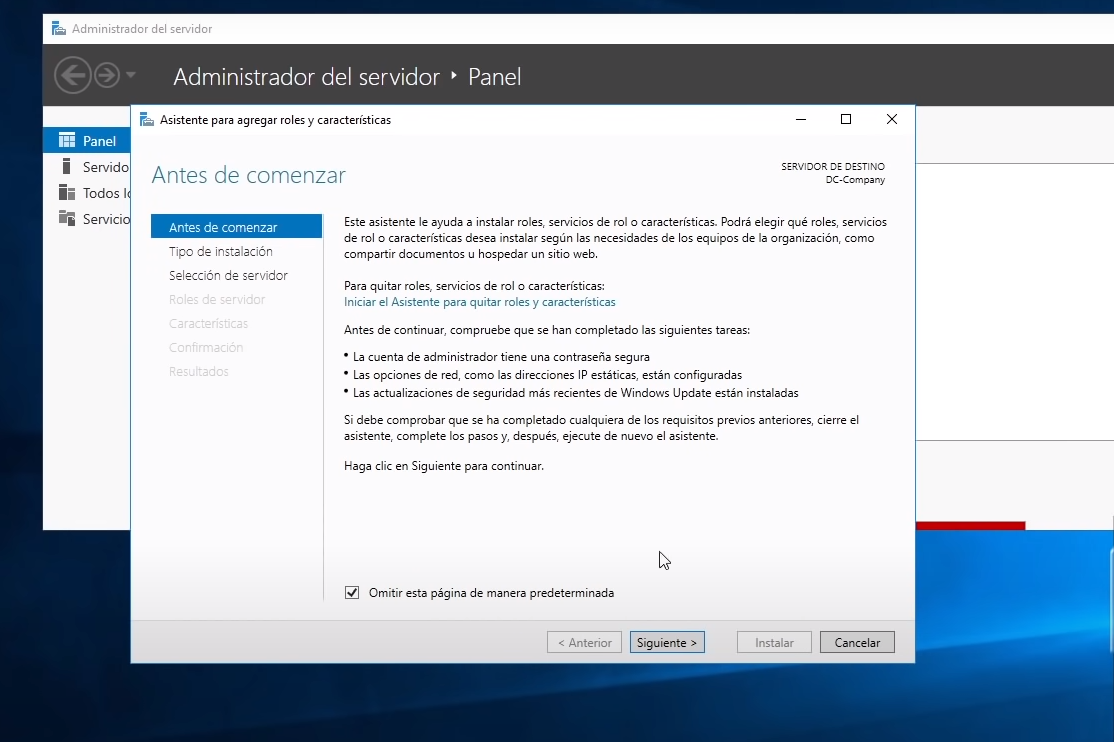 Administrador del servidor
Administrador del servidor Panel
Asistente para agregar roles y características
Panel
Antes de comenzar
SERVIDOR DE DESTINO
DC-Company
Antes de comenzar
Tipo de instalación
Selección de servidor
Roles de servidor
Características
Confirmación
Resultados
Este asistente le ayuda a instalar roles, servicios de rol o características. Podrá elegir qué roles, servicios
de rol o características desea instalar según las necesidades de los equipos de la organización, como
compartir documentos u hospedar un sitio web.
Para quitar roles, servicios de rol o características:
Iniciar el Asistente para quitar roles y características
Antes de continuar, compruebe que se han completado las siguientes tareas:
• La cuenta de administrador tiene una contraseña segura
• Las opciones de red, como las direcciones IP estáticas, están configuradas
• Las actualizaciones de seguridad más recientes de Windows Update están instaladas
Si debe comprobar que se ha completado cualquiera de los requisitos previos anteriores, cierre el
asistente, complete los pasos y, después, ejecute de nuevo el asistente.
Haga clic en Siguiente para continuar.
Omitir esta página de manera predeterminada
< Anterior
Siguiente >
Instalar
Cancelar
Servido
Todos lo
Servicio